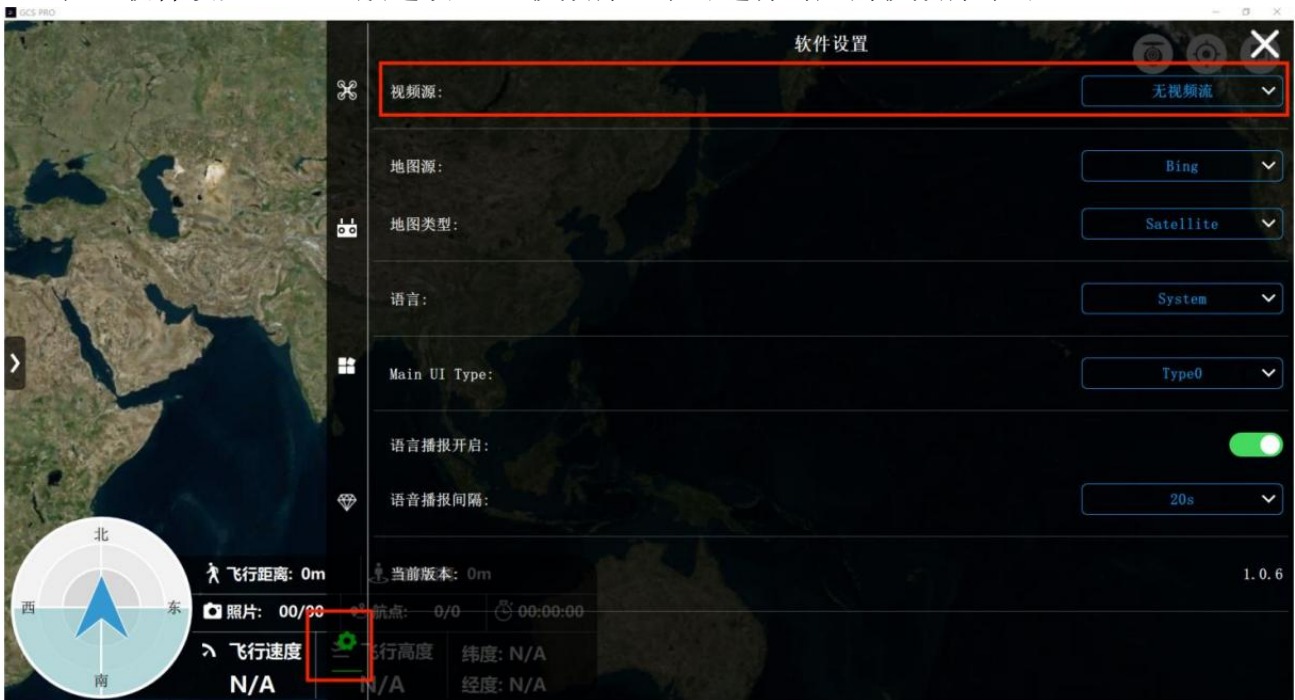 GCS PRO
软件设置
视频源:
无视频流
地图源:
Bing
地图类型:
Satellite
语言:
System
Main UI Type:
Type0
语言播报开启:
语音播报间隔:
20s
当前版本:
1.0.6
北
西
东
南
飞行距离: 0m
0m
照片: 00/00
航点: 0/0
00:00:00
飞行速度
飞行高度
纬度: N/A
N/A
N/A
经度: N/A